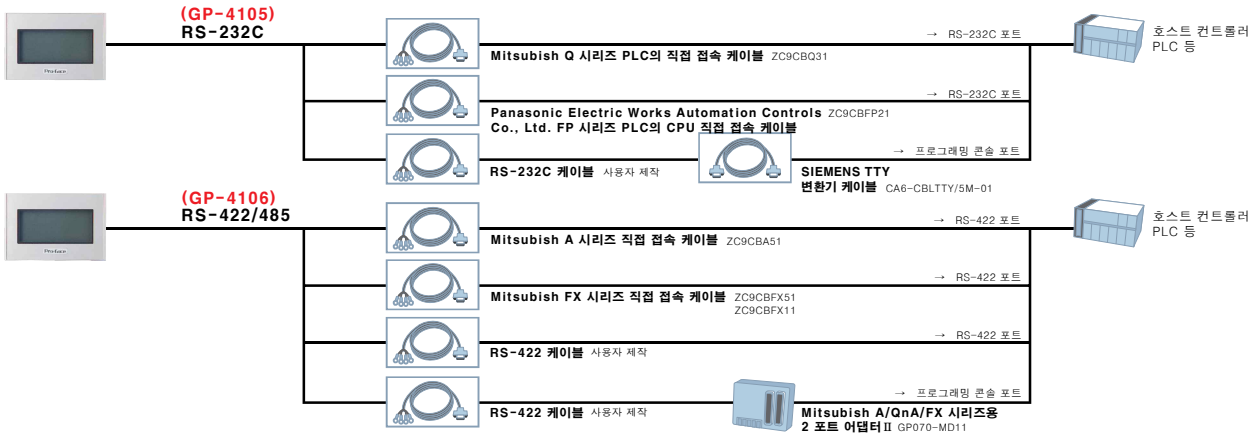 (GP-4105)
RS-232C
Pro-face
→ RS-232C 포트
호스트 컨트롤러
PLC 등
Mitsubish Q 시리즈 PLC의 직접 접속 케이블 ZC9CBQ31
→ RS-232C 포트
Panasonic Electric Works Automation Controls ZC9CBFP21
Co., Ltd. FP 시리즈 PLC의 CPU 직접 접속 케이블
→ 프로그래밍 콘솔 포트
RS-232C 케이블 사용자 제작
SIEMENS TTY
변환기 케이블 CA6-CBLTTY/5M-01
(GP-4106)
RS-422/485
Pro-face
→ RS-422 포트
호스트 컨트롤러
PLC 등
Mitsubish A 시리즈 직접 접속 케이블 ZC9CBA51
→ RS-422 포트
Mitsubish FX 시리즈 직접 접속 케이블 ZC9CBFX51
ZC9CBFX11
→ RS-422 포트
RS-422 케이블 사용자 제작
→ 프로그래밍 콘솔 포트
RS-422 케이블 사용자 제작
Mitsubish A/QnA/FX 시리즈용
2 포트 어댑터Ⅱ GP070-MD11